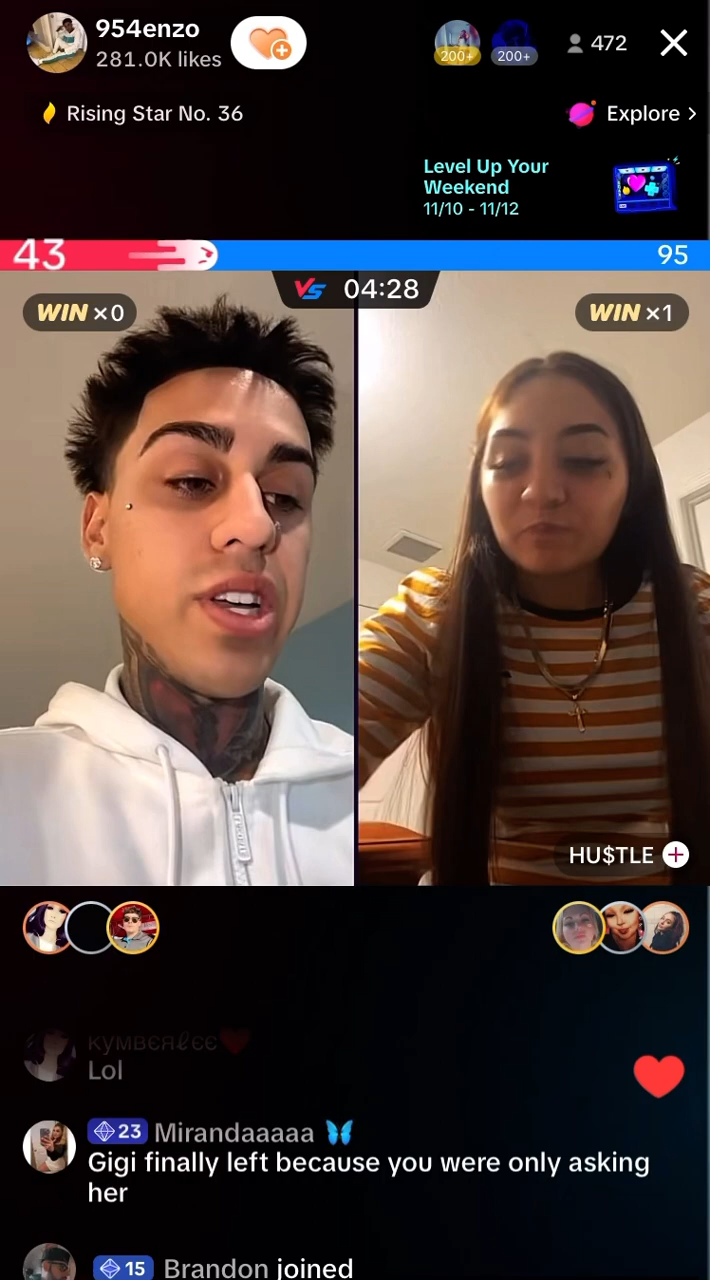 954enzo
281.0K likes
200+
200+
472
Rising Star No. 36
Explore >
Level Up Your
Weekend
11/10 - 11/12
43
95
VS 04:28
WIN ×0
WIN ×1
HU$TLE
кумвєяℓєє❤️
Lol
23 Mirandaaaaa 🦋
Gigi finally left because you were only asking
her
15 Brandon joined